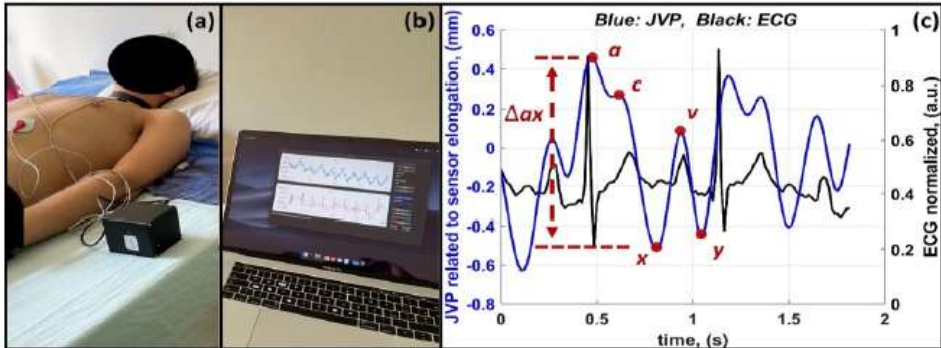 (a)
(b)
Blue: JVP, Black: ECG
(c)
JVP related to sensor elongation, (mm)
0.6
0.4
0.2
0
-0.2
-0.4
-0.6
-0.8
Δax
a
c
v
x
y
1
0.8
0.6
0.4
0.2
0
ECG normalized, (a.u.)
0
0.5
1
1.5
2
time, (s)